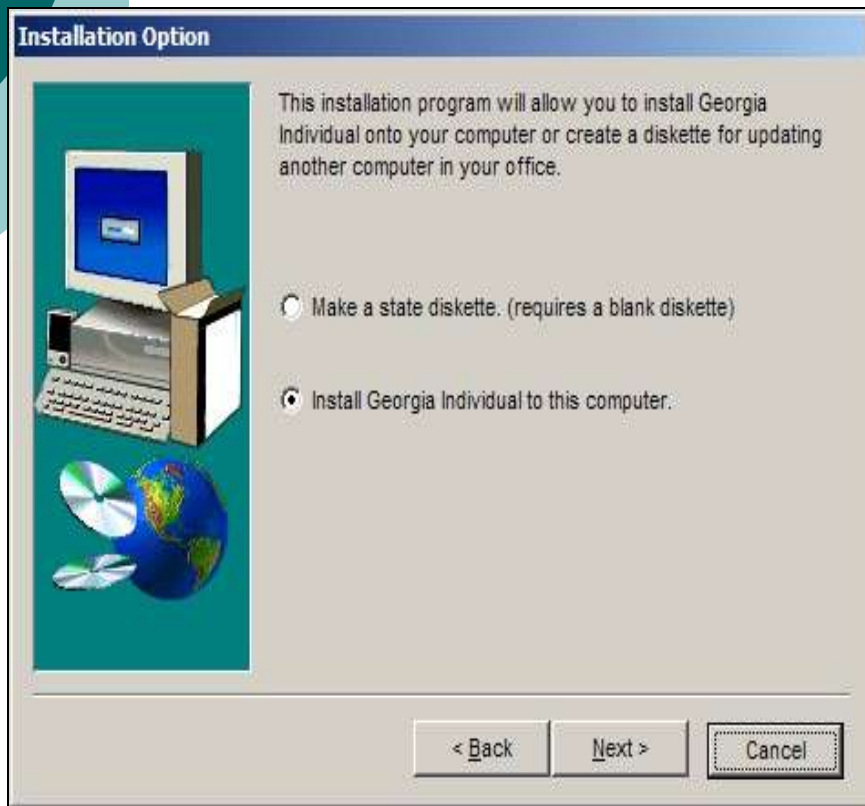 Installation Option
This installation program will allow you to install Georgia
Individual onto your computer or create a diskette for updating
another computer in your office.
Make a state diskette. (requires a blank diskette)
Install Georgia Individual to this computer.
< Back
Next >
Cancel